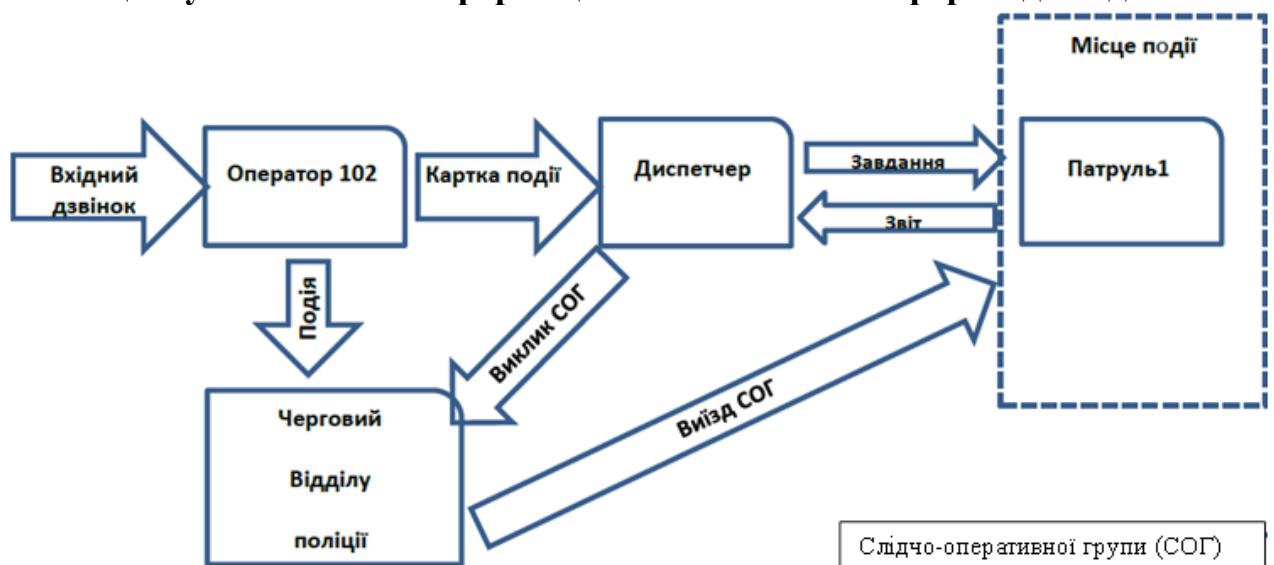 Місце події
Вхідний
дзвінок
Оператор 102
Картка події
Диспетчер
Завдання
Звіт
Патруль1
Подія
Виклик СОГ
Виїзд СОГ
Черговий
Відділу
поліції
Слідчо-оперативної групи (СОГ)